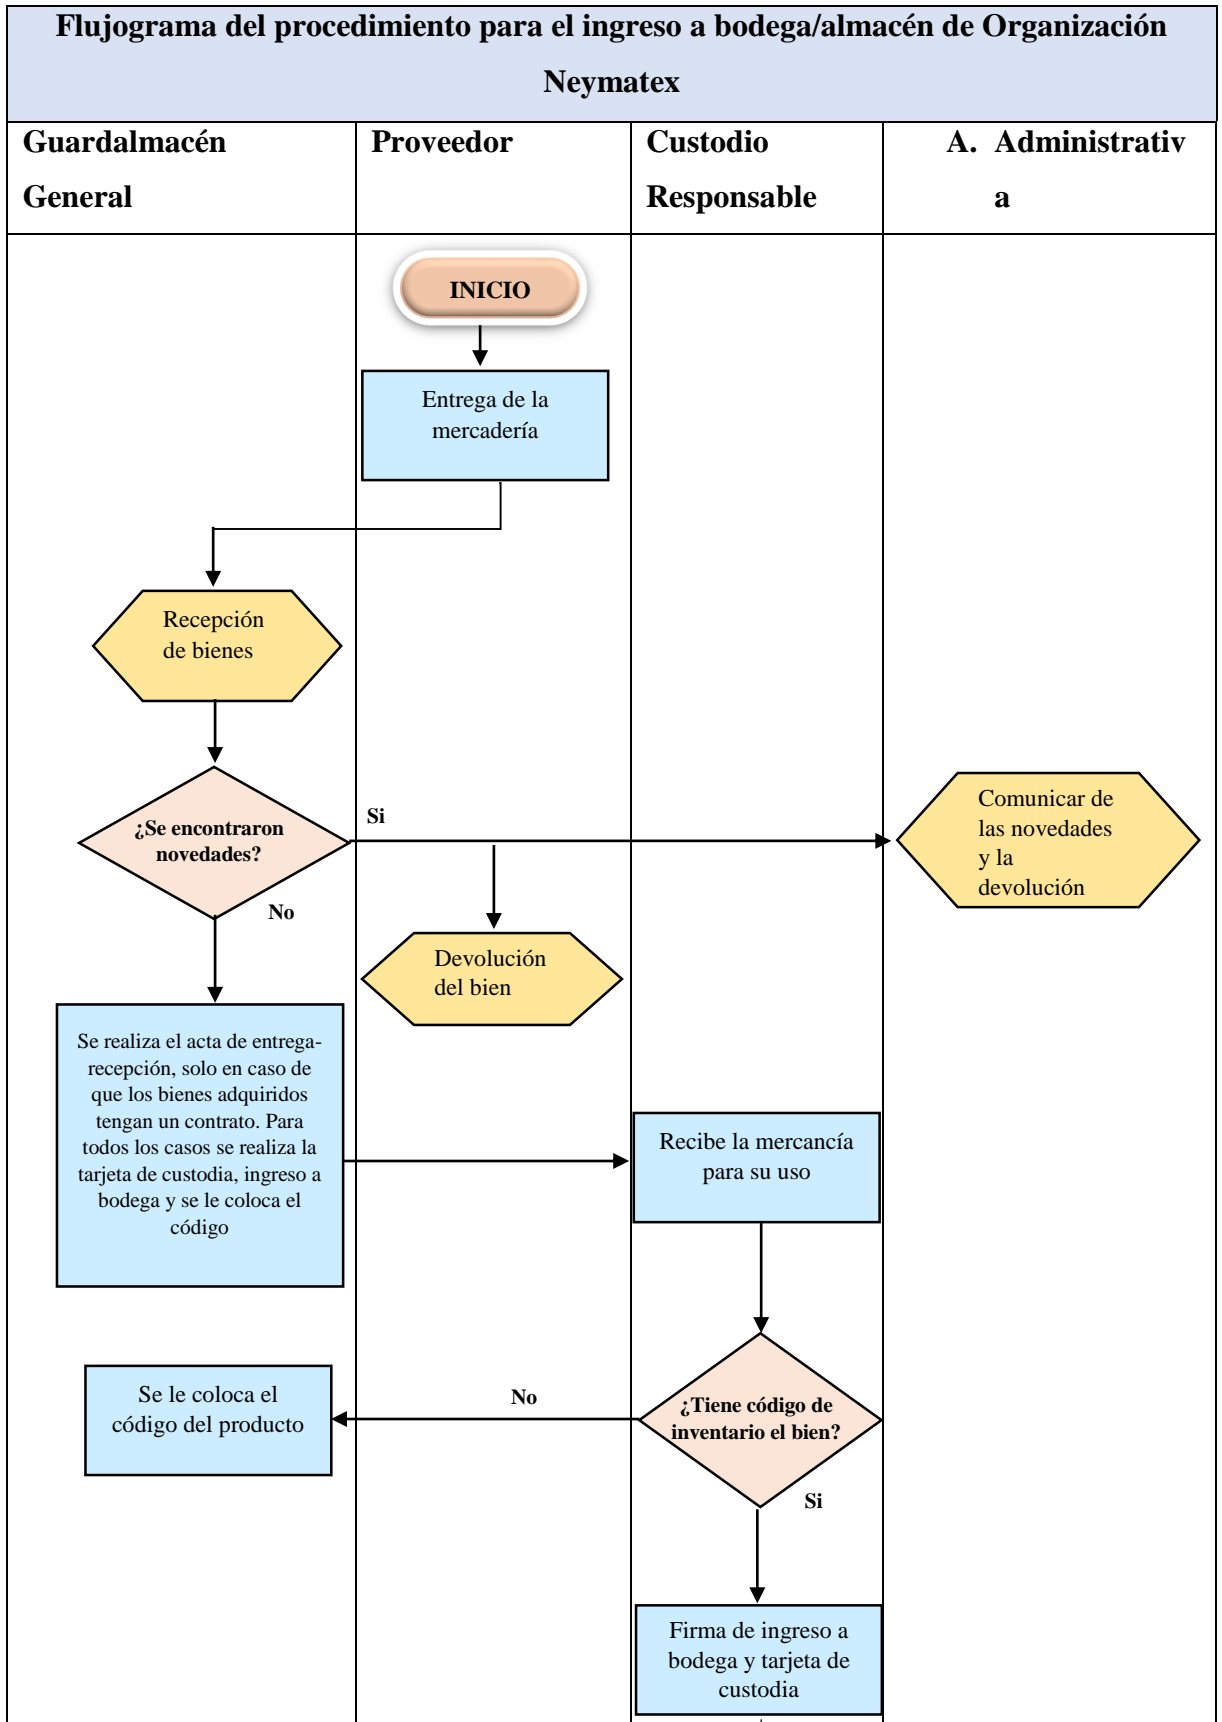 Flujograma del procedimiento para el ingreso a bodega/almacén de Organización
Neymatex
Guardalmacén
General
Proveedor
Custodio
Responsable
A. Administrativ
a
INICIO
Entrega de la
mercadería
Recepción
de bienes
¿Se encontraron
novedades?
Si
No
Comunicar de
las novedades
y la
devolución
Devolución
del bien
Se realiza el acta de entrega-
recepción, solo en caso de
que los bienes adquiridos
tengan un contrato. Para
todos los casos se realiza la
tarjeta de custodia, ingreso a
bodega y se le coloca el
código
Recibe la mercancía
para su uso
Se le coloca el
código del producto
No
¿Tiene código de
inventario el bien?
Si
Firma de ingreso a
bodega y tarjeta de
custodia